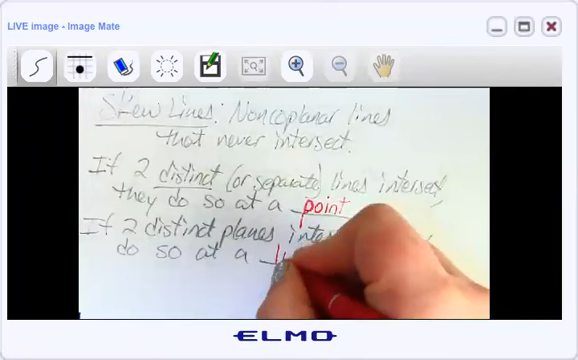 LIVE image - Image Mate
Skew Lines: Noncoplanar lines
that never intersect.
If 2 distinct (or separate) lines intersect,
they do so at a point
If 2 distinct planes
do so at a
ELMO